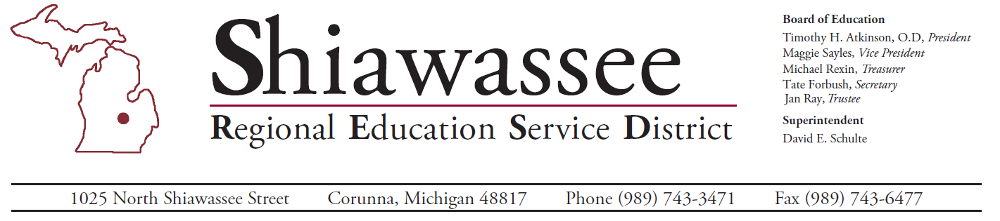 Shiawassee
Regional Education Service District
Board of Education
Timothy H. Atkinson, O.D, President
Maggie Sayles, Vice President
Michael Rexin, Treasurer
Tate Forbush, Secretary
Jan Ray, Trustee
Superintendent
David E. Schulte
1025 North Shiawassee Street Corunna, Michigan 48817 Phone (989) 743-3471 Fax (989) 743-6477